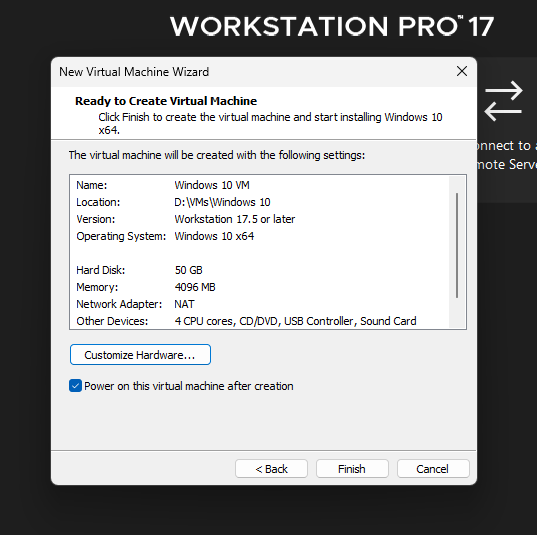 WORKSTATION PRO™ 17
New Virtual Machine Wizard
Ready to Create Virtual Machine
Click Finish to create the virtual machine and start installing Windows 10
x64.
The virtual machine will be created with the following settings:
Name: Windows 10 VM
Location: D:\VMs\Windows 10
Version: Workstation 17.5 or later
Operating System: Windows 10 x64
Hard Disk: 50 GB
Memory: 4096 MB
Network Adapter: NAT
Other Devices: 4 CPU cores, CD/DVD, USB Controller, Sound Card
Customize Hardware...
Power on this virtual machine after creation
< Back Finish Cancel
onnect to a
mote Serve